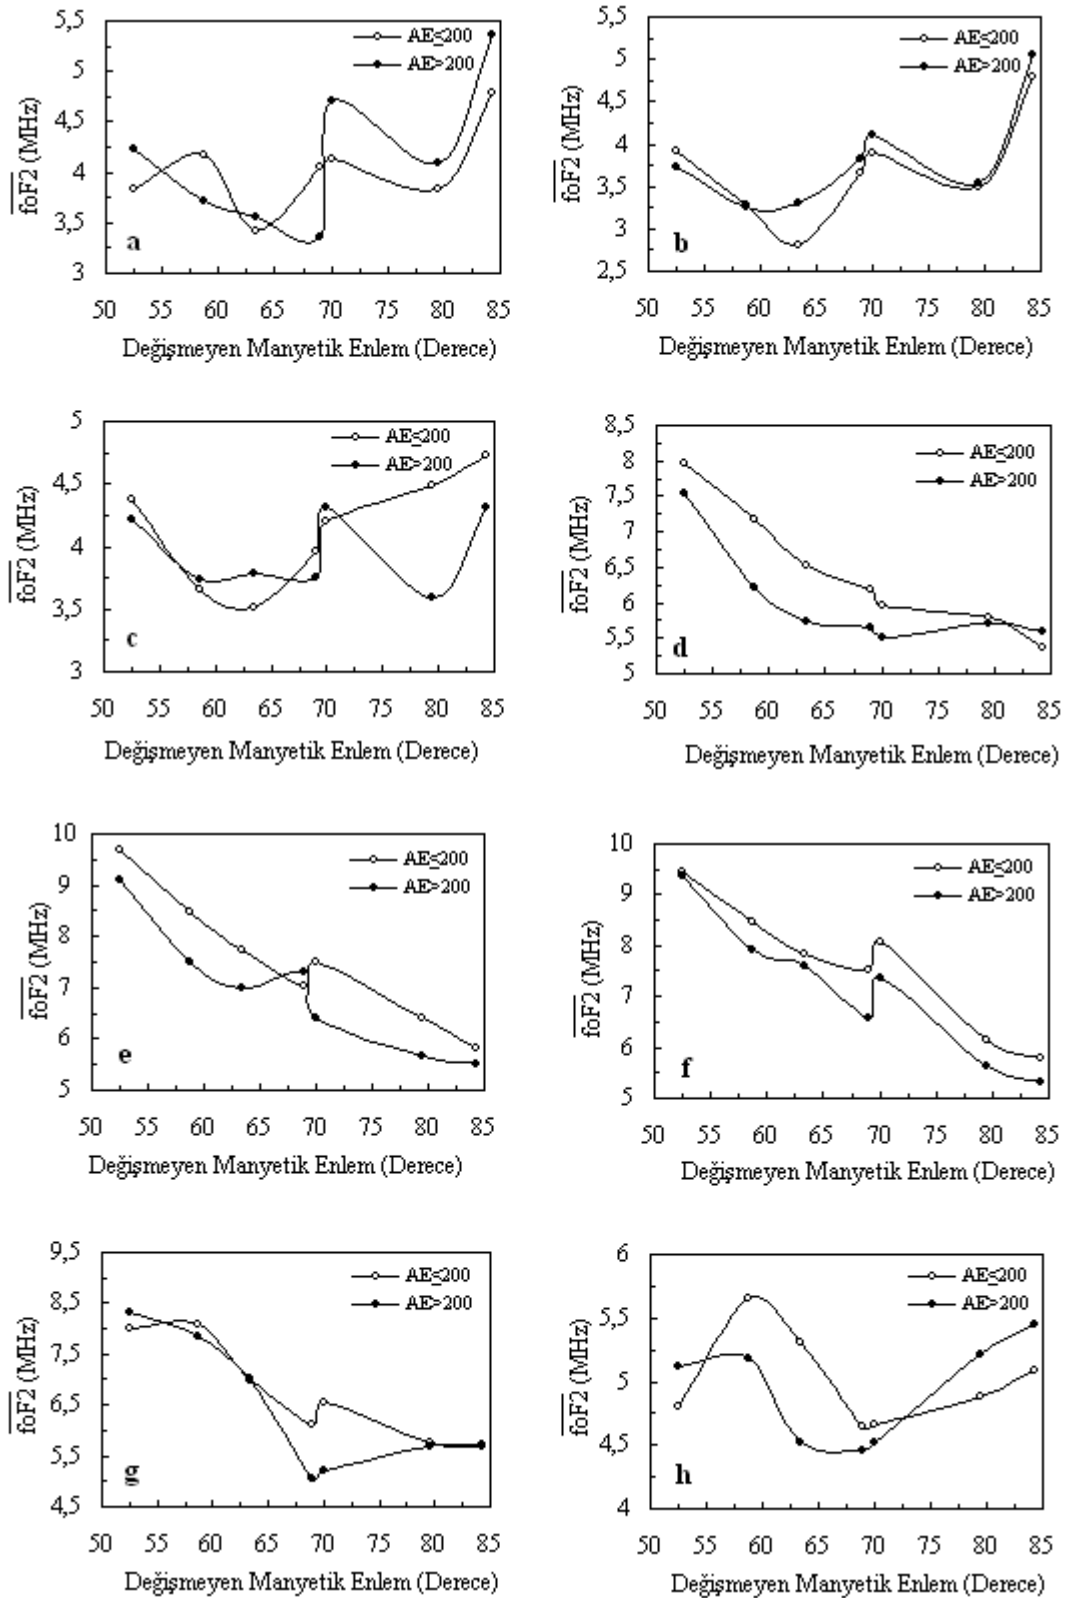 5,5
5
4,5
4
3,5
3
foF2 (MHz)
AE≤200
AE>200
a
50 55 60 65 70 75 80 85
Değişmeyen Manyetik Enlem (Derece)
5,5
5
4,5
4
3,5
3
2,5
foF2 (MHz)
AE≤200
AE>200
b
50 55 60 65 70 75 80 85
Değişmeyen Manyetik Enlem (Derece)
5
4,5
4
3,5
3
foF2 (MHz)
AE≤200
AE>200
c
50 55 60 65 70 75 80 85
Değişmeyen Manyetik Enlem (Derece)
8,5
8
7,5
7
6,5
6
5,5
5
foF2 (MHz)
AE≤200
AE>200
d
50 55 60 65 70 75 80 85
Değişmeyen Manyetik Enlem (Derece)
10
9
8
7
6
5
foF2 (MHz)
AE≤200
AE>200
e
50 55 60 65 70 75 80 85
Değişmeyen Manyetik Enlem (Derece)
10
9
8
7
6
5
foF2 (MHz)
AE≤200
AE>200
f
50 55 60 65 70 75 80 85
Değişmeyen Manyetik Enlem (Derece)
9,5
8,5
7,5
6,5
5,5
4,5
foF2 (MHz)
AE≤200
AE>200
g
50 55 60 65 70 75 80 85
Değişmeyen Manyetik Enlem (Derece)
6
5,5
5
4,5
4
foF2 (MHz)
AE≤200
AE>200
h
50 55 60 65 70 75 80 85
Değişmeyen Manyetik Enlem (Derece)